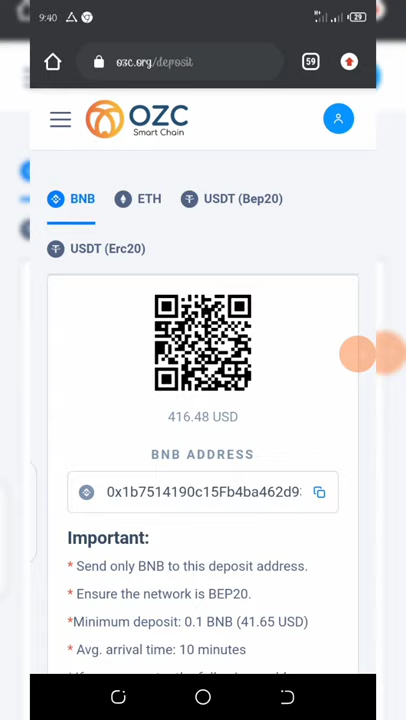 9:40
29
ozc.org/deposit
59
OZC
Smart Chain
BNB
ETH
USDT (Bep20)
USDT (Erc20)
416.48 USD
BNB ADDRESS
0x1b7514190c15Fb4ba462d9
Important:
* Send only BNB to this deposit address.
* Ensure the network is BEP20.
*Minimum deposit: 0.1 BNB (41.65 USD)
* Avg. arrival time: 10 minutes